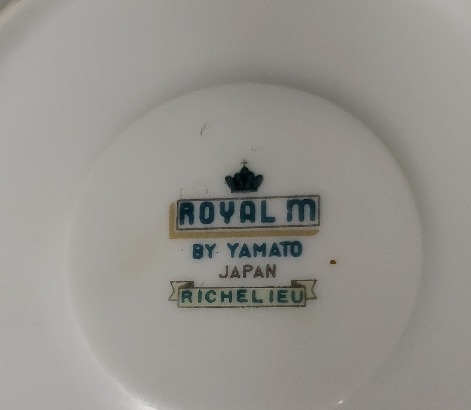 ROYAL M
BY YAMATO
JAPAN
RICHELIEU